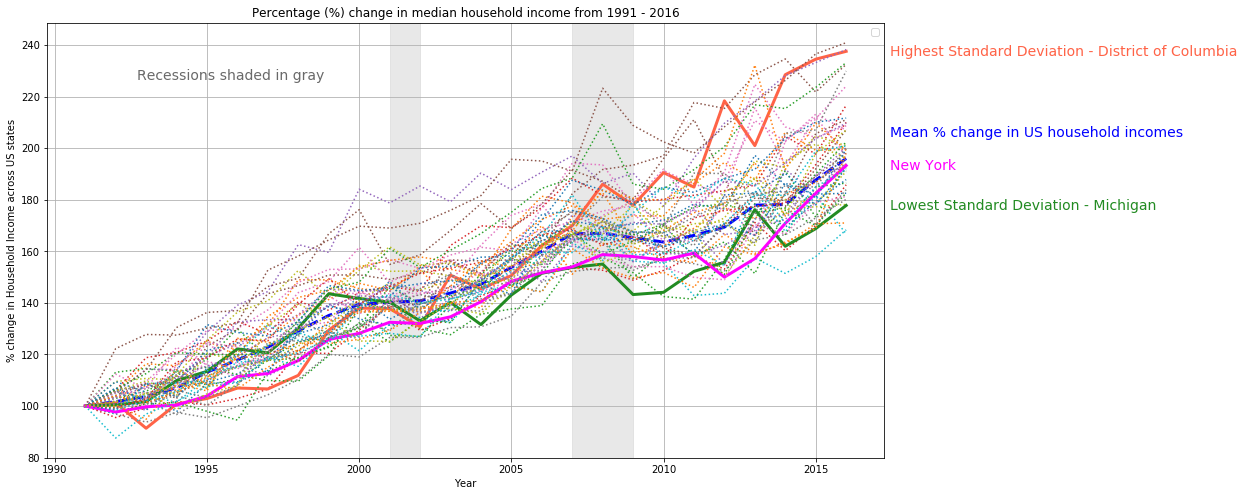 Percentage (%) change in median household income from 1991 - 2016
240
220
200
180
160
140
120
100
80
% change in Household Income across US states
Recessions shaded in gray
Highest Standard Deviation - District of Columbia
Mean % change in US household incomes
New York
Lowest Standard Deviation - Michigan
1990
1995
2000
2005
2010
2015
Year